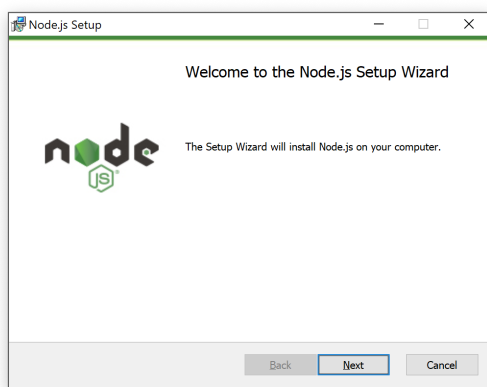 Node.js Setup
Welcome to the Node.js Setup Wizard
node
JS®
The Setup Wizard will install Node.js on your computer.
Back Next Cancel